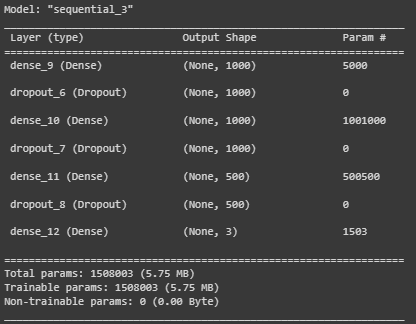 Model: "sequential_3"
_________________________________________________________________
Layer (type) Output Shape Param #
=================================================================
dense_9 (Dense) (None, 1000) 5000
dropout_6 (Dropout) (None, 1000) 0
dense_10 (Dense) (None, 1000) 1001000
dropout_7 (Dropout) (None, 1000) 0
dense_11 (Dense) (None, 500) 500500
dropout_8 (Dropout) (None, 500) 0
dense_12 (Dense) (None, 3) 1503
=================================================================
Total params: 1508003 (5.75 MB)
Trainable params: 1508003 (5.75 MB)
Non-trainable params: 0 (0.00 Byte)
_________________________________________________________________